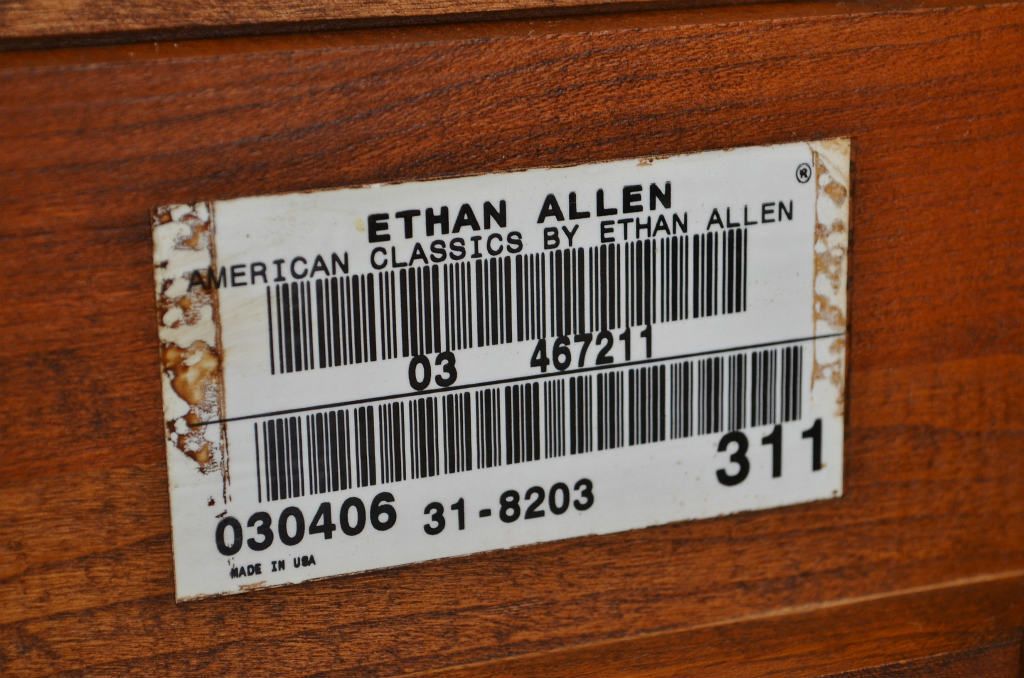 ®
ETHAN ALLEN
AMERICAN CLASSICS BY ETHAN ALLEN
03 467211
311
030406 31-8203
MADE IN USA